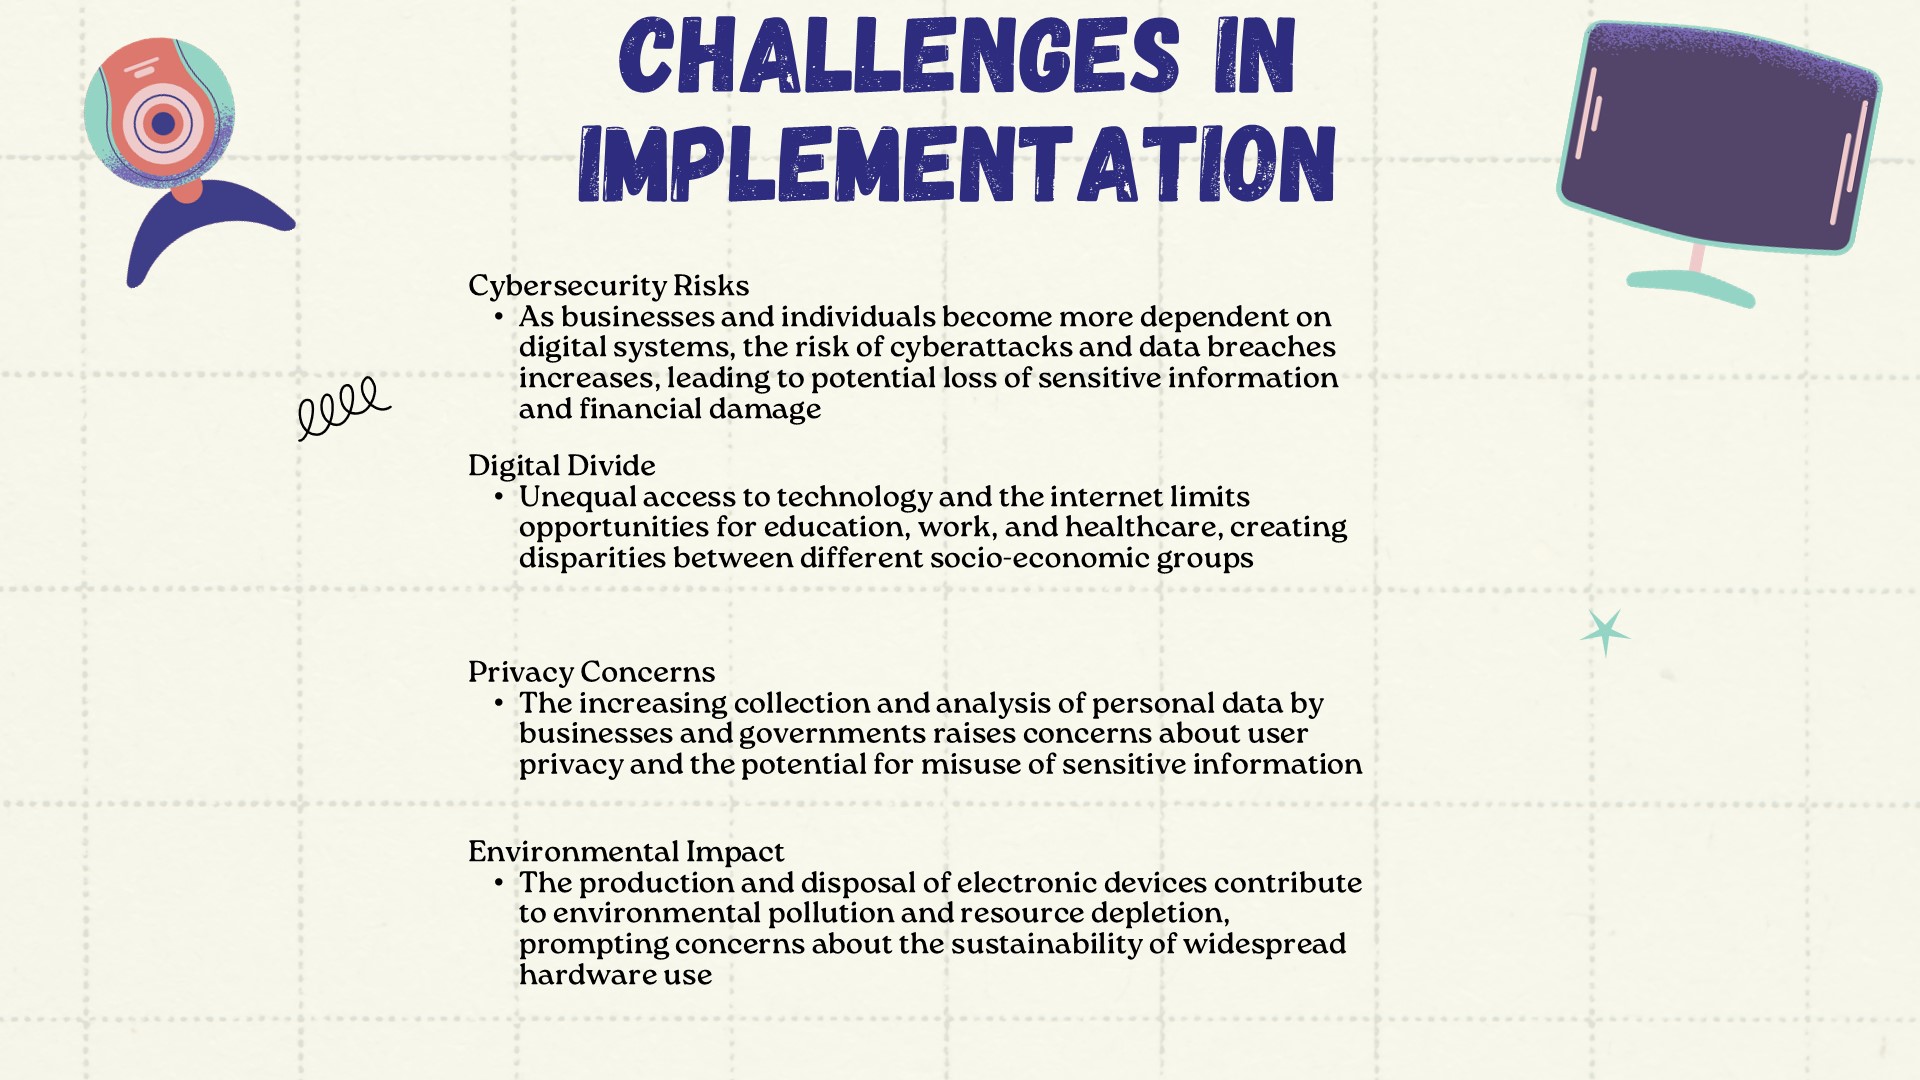 CHALLENGES IN
IMPLEMENTATION
Cybersecurity Risks
• As businesses and individuals become more dependent on
digital systems, the risk of cyberattacks and data breaches
increases, leading to potential loss of sensitive information
and financial damage
Digital Divide
• Unequal access to technology and the internet limits
opportunities for education, work, and healthcare, creating
disparities between different socio-economic groups
Privacy Concerns
• The increasing collection and analysis of personal data by
businesses and governments raises concerns about user
privacy and the potential for misuse of sensitive information
Environmental Impact
• The production and disposal of electronic devices contribute
to environmental pollution and resource depletion,
prompting concerns about the sustainability of widespread
hardware use